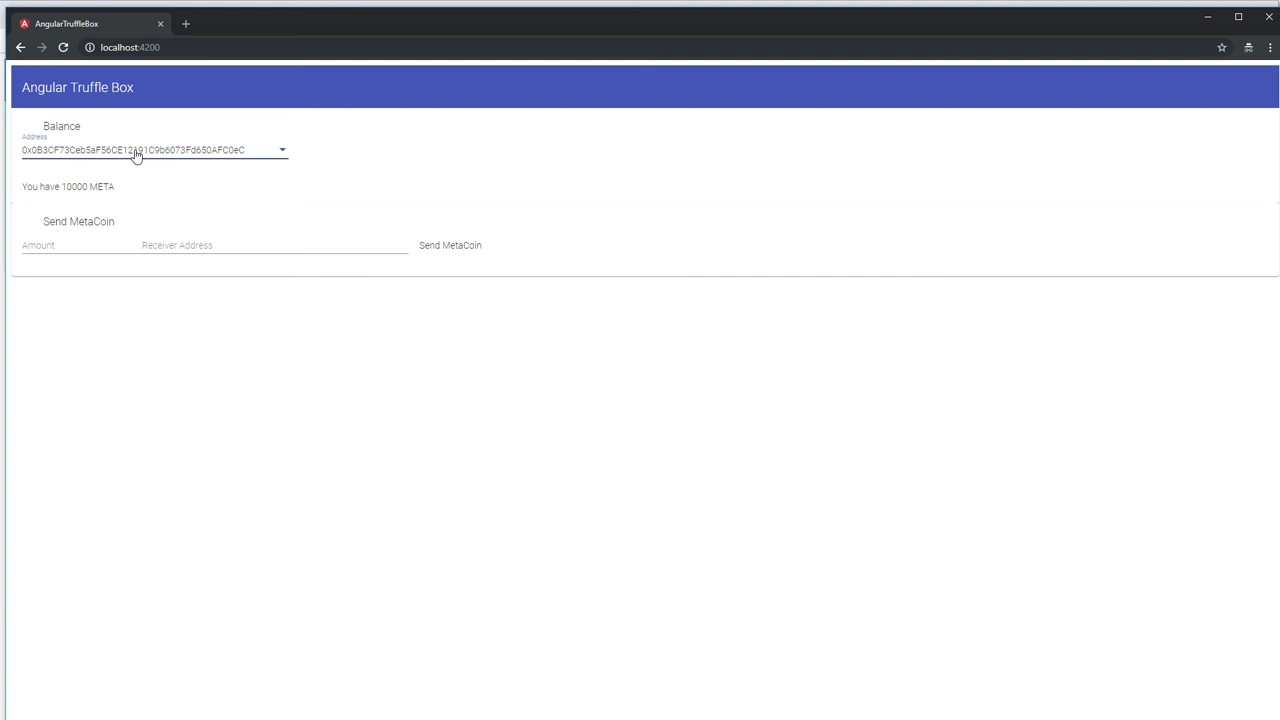 AngularTruffleBox
localhost:4200
Angular Truffle Box
Balance
Address
You have 10000 META
Send MetaCoin
Amount Receiver Address Send MetaCoin